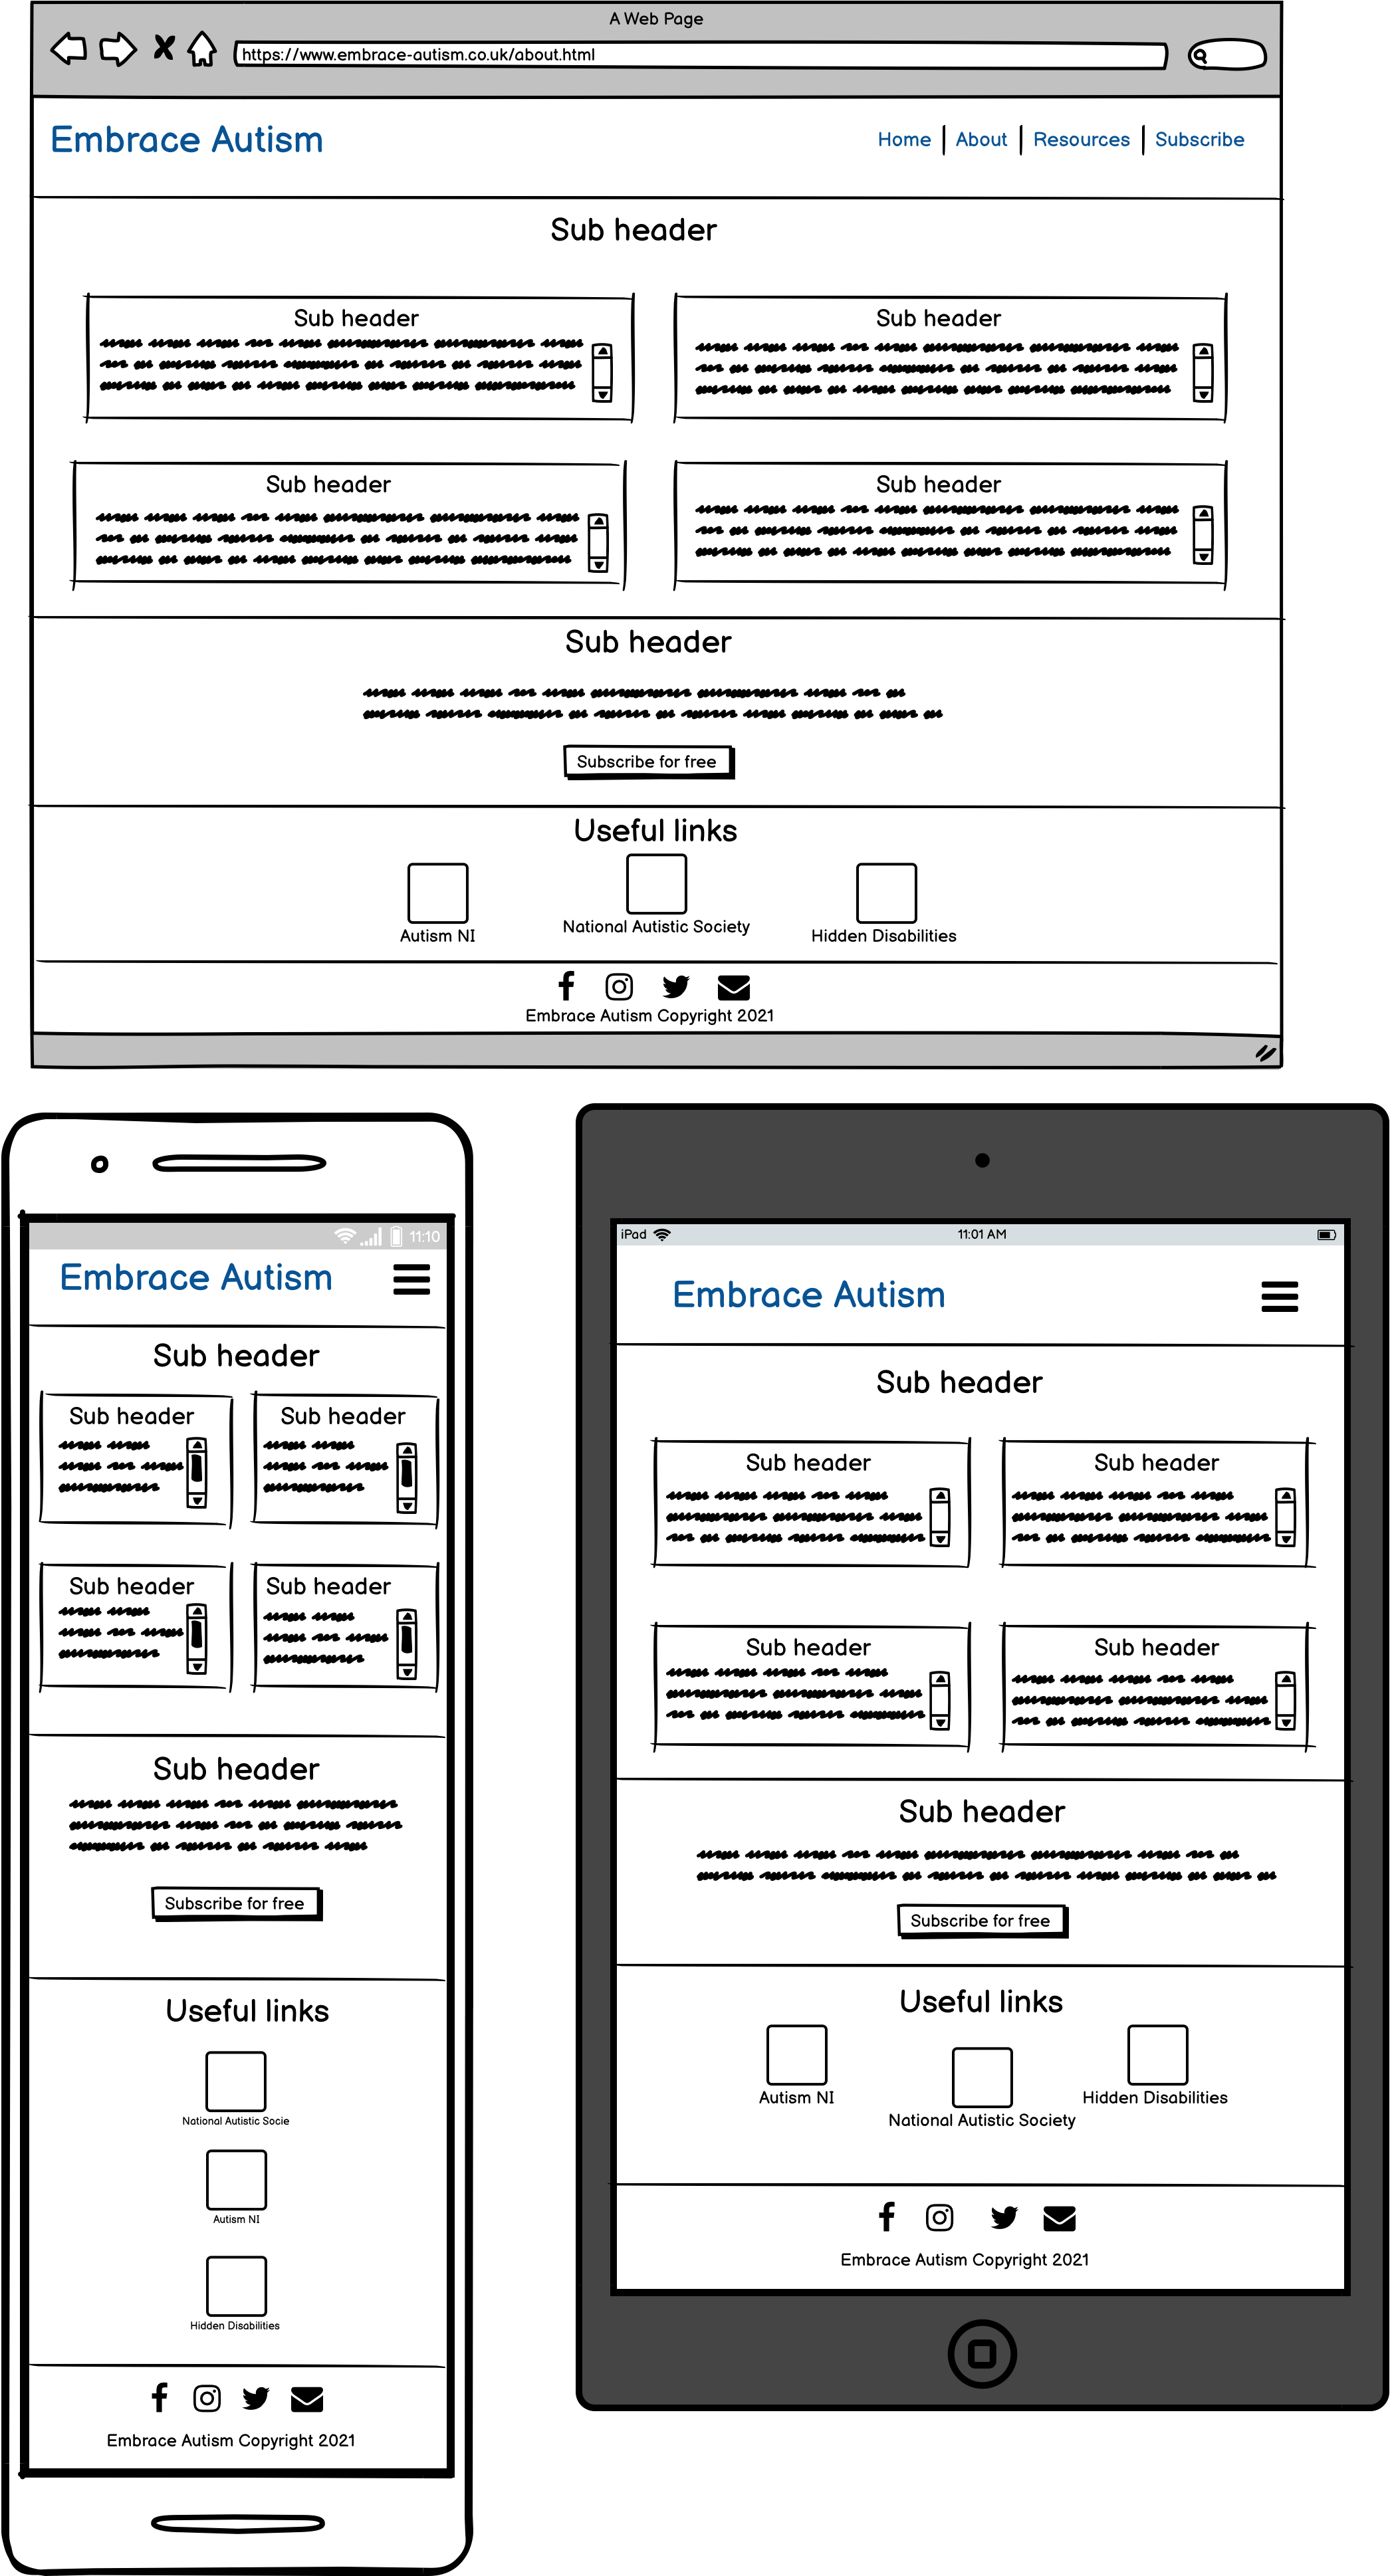 A Web Page
https://www.embrace-autism.co.uk/about.html
Embrace Autism
Home About Resources Subscribe
Sub header
Sub header Sub header
Sub header Sub header
Sub header
Subscribe for free
Useful links
Autism NI National Autistic Society Hidden Disabilities
Embrace Autism Copyright 2021
11:10
Embrace Autism
Sub header
Sub header Sub header
Sub header Sub header
Sub header
Subscribe for free
Useful links
National Autistic Socie
Autism NI
Hidden Disabilities
Embrace Autism Copyright 2021
iPad 11:01 AM
Embrace Autism
Sub header
Sub header Sub header
Sub header Sub header
Sub header
Subscribe for free
Useful links
Autism NI National Autistic Society Hidden Disabilities
Embrace Autism Copyright 2021